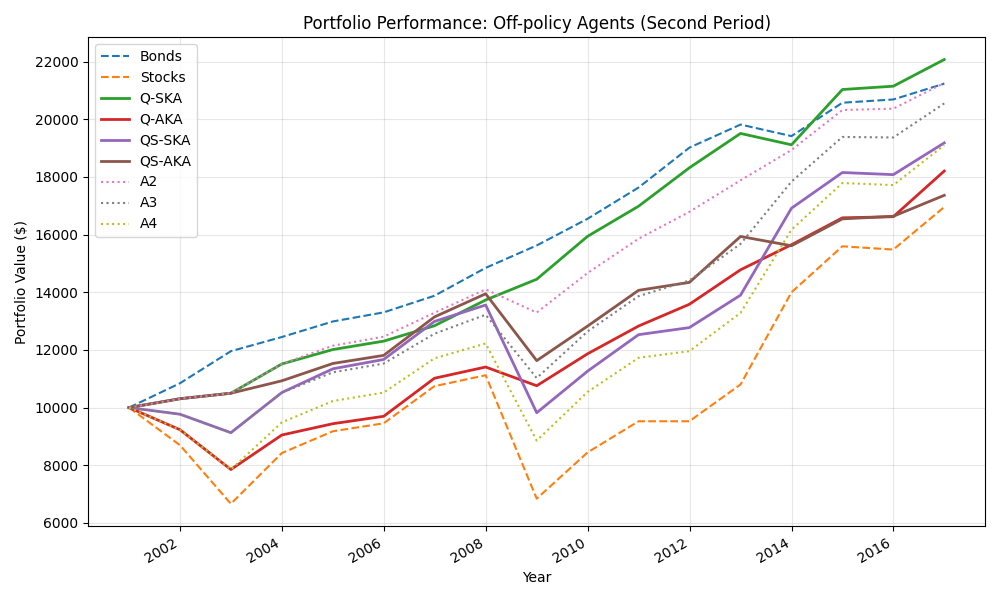 Portfolio Performance: Off-policy Agents (Second Period)
Bonds
Stocks
Q-SKA
Q-AKA
QS-SKA
QS-AKA
A2
A3
A4
Portfolio Value ($)
22000
20000
18000
16000
14000
12000
10000
8000
6000
2002
2004
2006
2008
2010
2012
2014
2016
Year